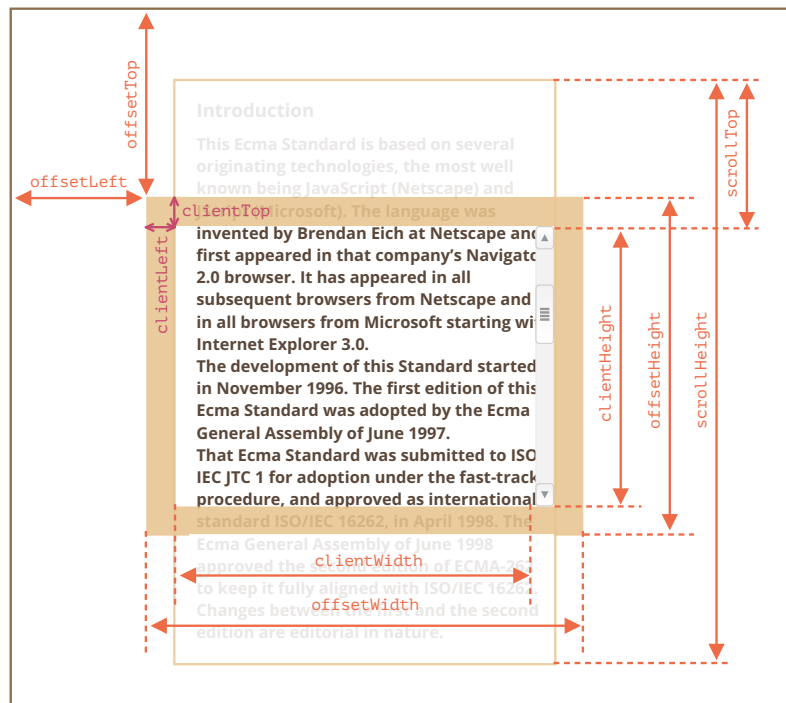 offsetTop
offsetLeft
Introduction
This Ecma Standard is based on several
originating technologies, the most well
known being JavaScript (Netscape) and
(Microsoft). The language was
clientTop
clientLeft
invented by Brendan Eich at Netscape and
first appeared in that company’s Navigato
2.0 browser. It has appeared in all
subsequent browsers from Netscape and
in all browsers from Microsoft starting wi
Internet Explorer 3.0.
The development of this Standard started
in November 1996. The first edition of this
Ecma Standard was adopted by the Ecma
General Assembly of June 1997.
That Ecma Standard was submitted to ISO
IEC JTC 1 for adoption under the fast-track
procedure, and approved as international
standard ISO/IEC 16262, in April 1998. The
Ecma General Assembly of June 1998
approved the second edition of ECMA-262
to keep it fully aligned with ISO/IEC 16262.
Changes between the first and the second
edition are editorial in nature.
clientWidth
offsetWidth
scrollTop
clientHeight
offsetHeight
scrollHeight